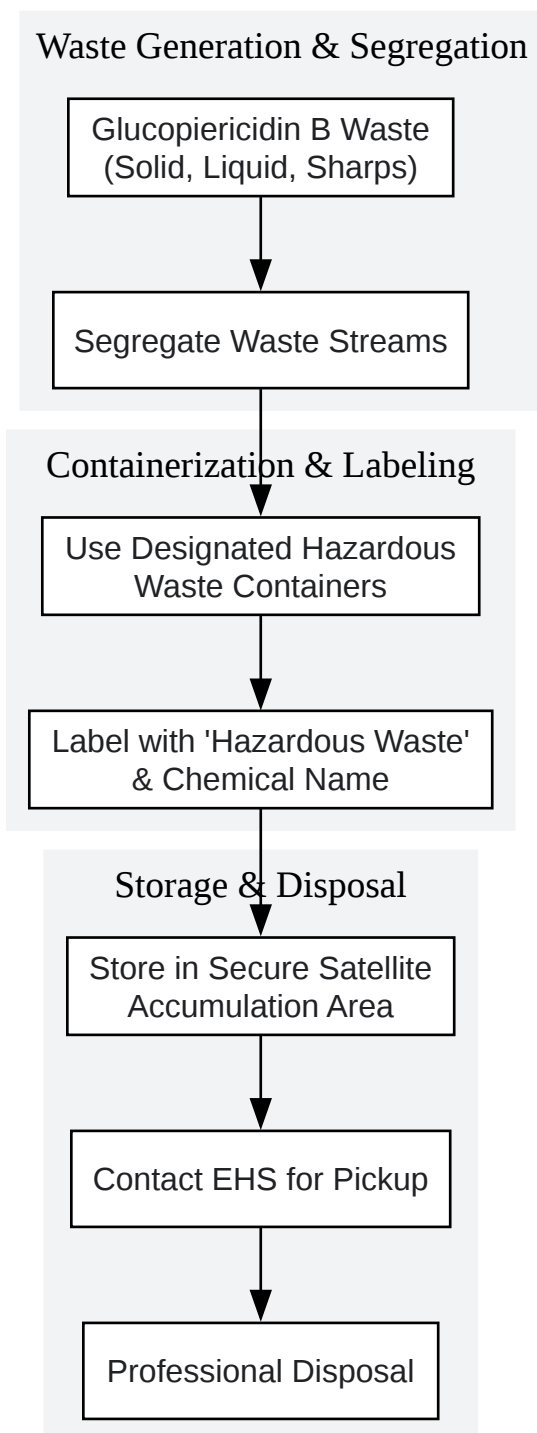 Waste Generation & Segregation
Glucopiericidin B Waste
(Solid, Liquid, Sharps)
Segregate Waste Streams
Containerization & Labeling
Use Designated Hazardous
Waste Containers
Label with 'Hazardous Waste'
& Chemical Name
Storage & Disposal
Store in Secure Satellite
Accumulation Area
Contact EHS for Pickup
Professional Disposal